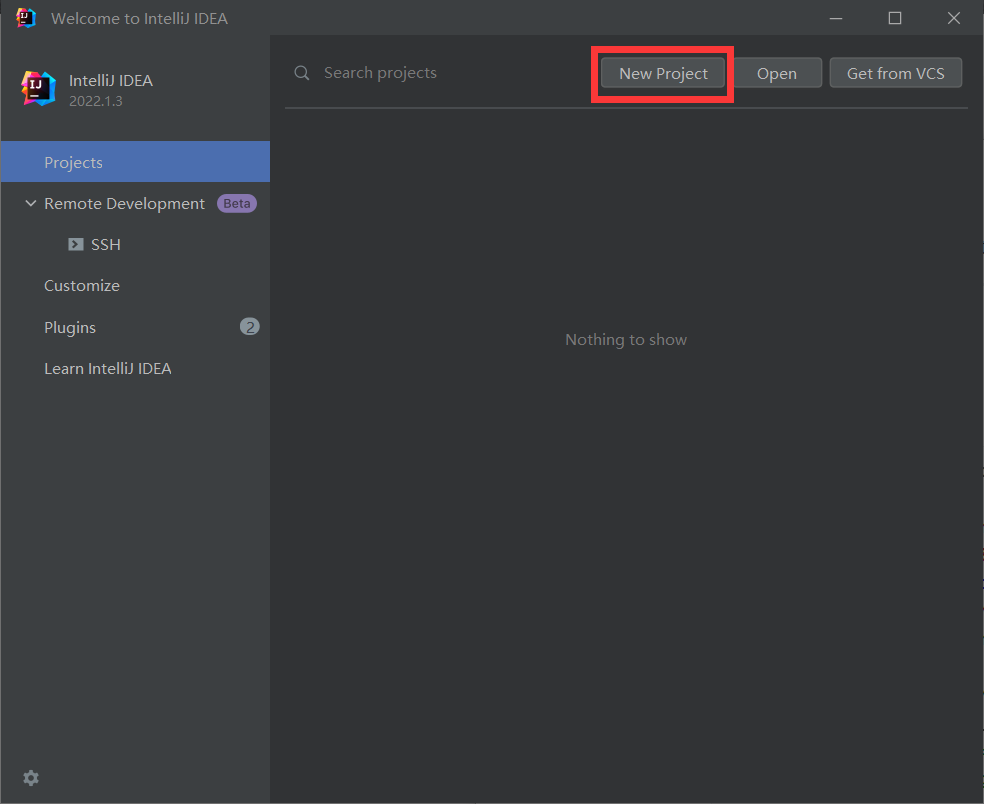 Welcome to IntelliJ IDEA
IntelliJ IDEA
2022.1.3
Search projects
New Project
Open
Get from VCS
Projects
Remote Development Beta
SSH
Customize
Plugins 2
Learn IntelliJ IDEA
Nothing to show